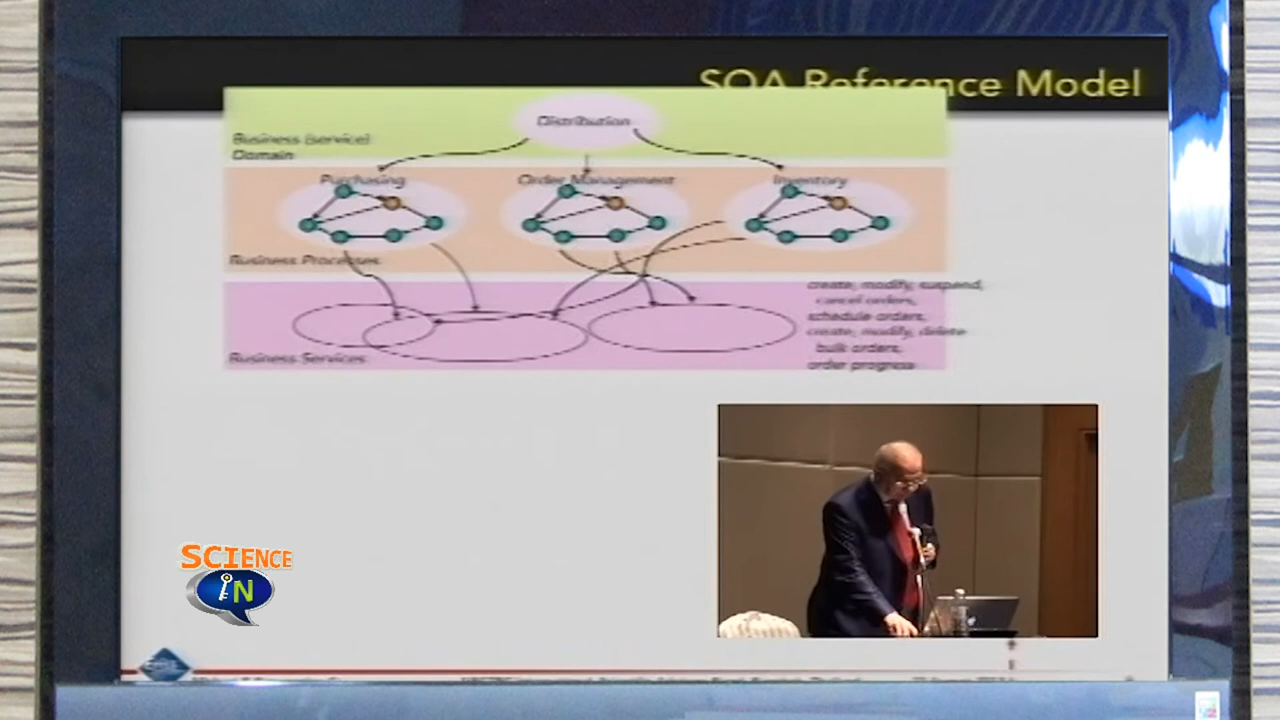 SOA Reference Model
Distribution
Business (service)
Domain
Purchasing
Order Management
Inventory
Business Processes
create, modify, suspend,
cancel orders,
schedule orders,
create, modify, delete
bulk orders,
order progress
Business Services
SCIENCE
iN